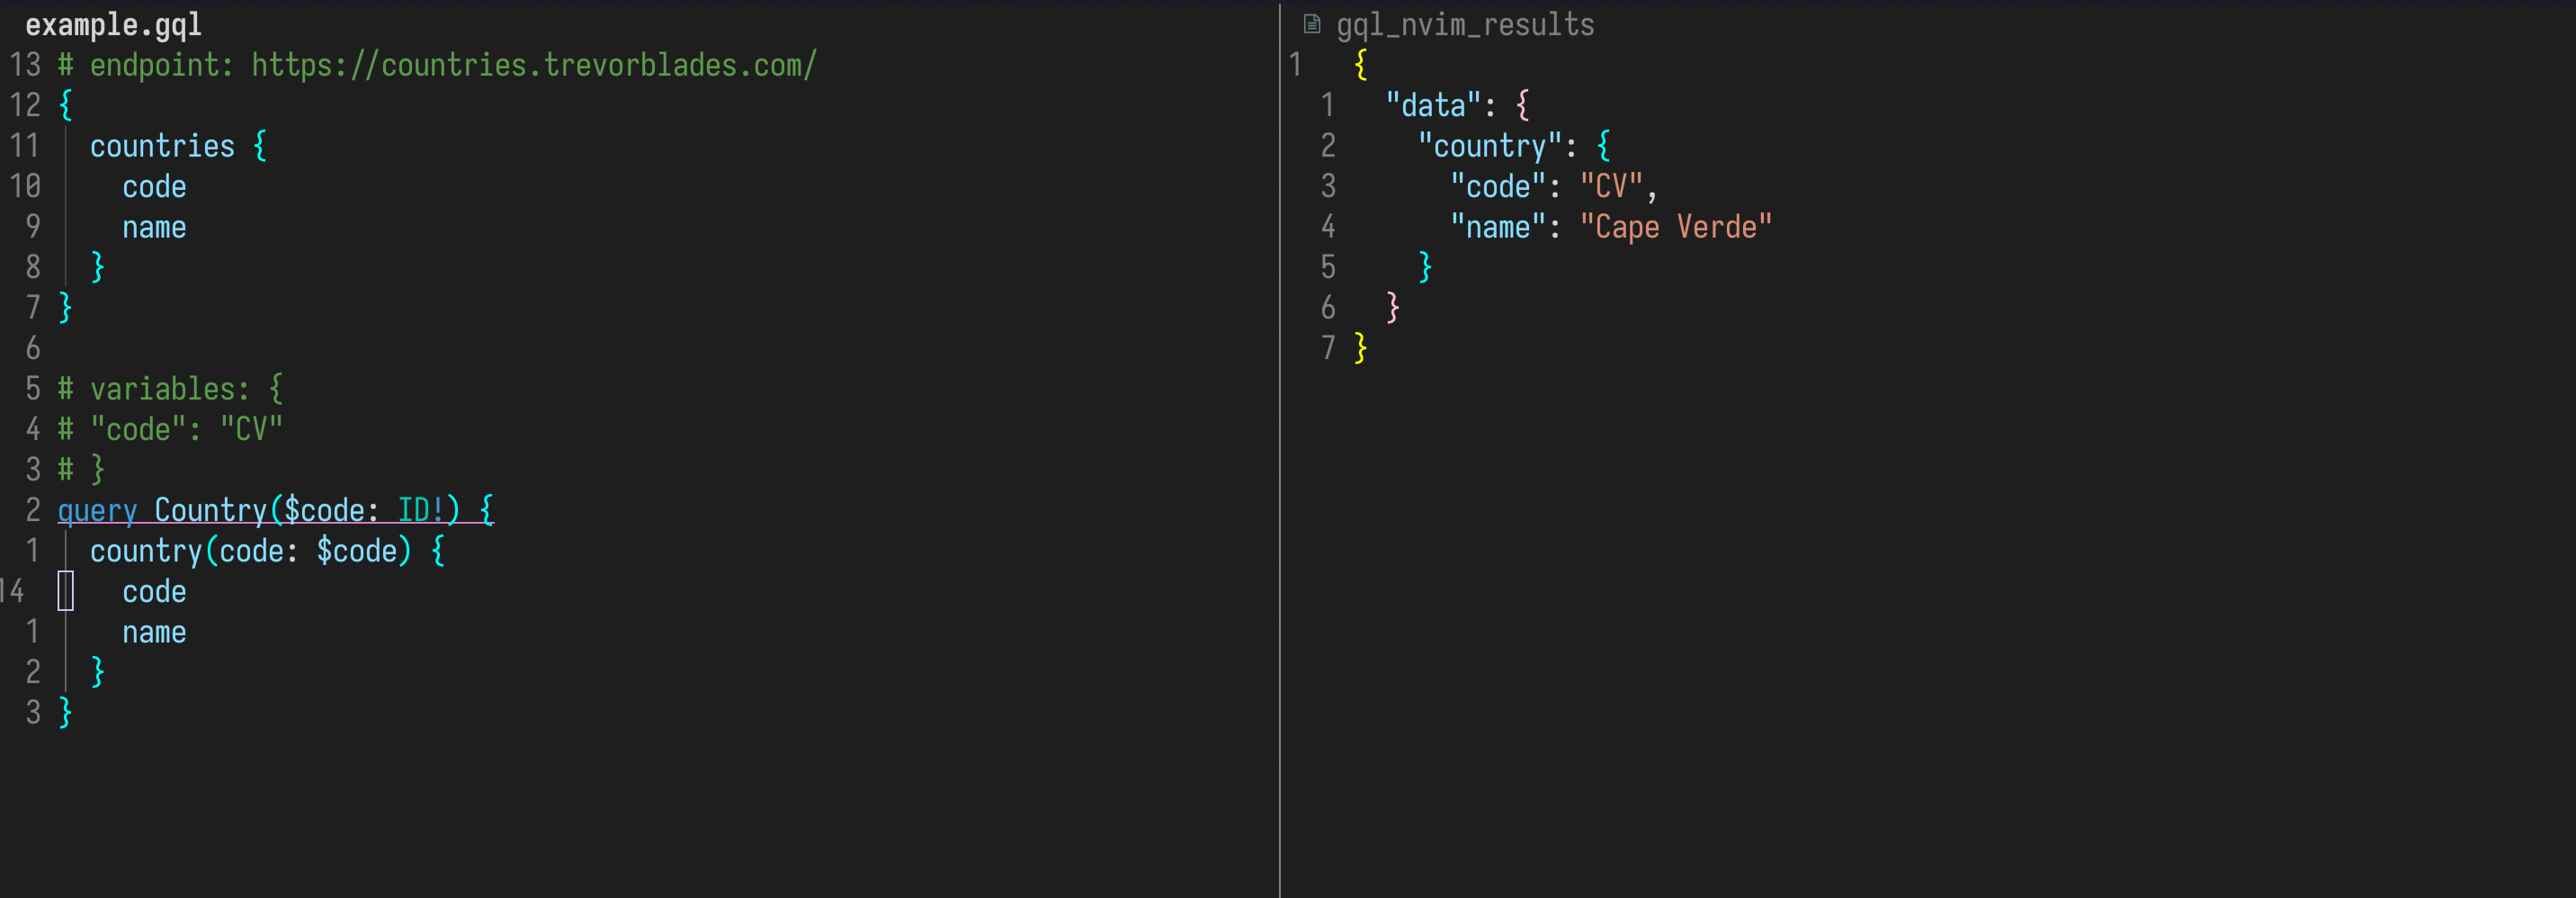 example.gql
13 # endpoint: https://countries.trevorblades.com/
12 {
11   countries {
10     code
9     name
8   }
7 }
6
5 # variables: {
4 # "code": "CV"
3 # }
2 query Country($code: ID!) {
1   country(code: $code) {
14     code
1     name
2   }
3 }
gql_nvim_results
1 {
1   "data": {
2     "country": {
3       "code": "CV",
4       "name": "Cape Verde"
5     }
6   }
7 }